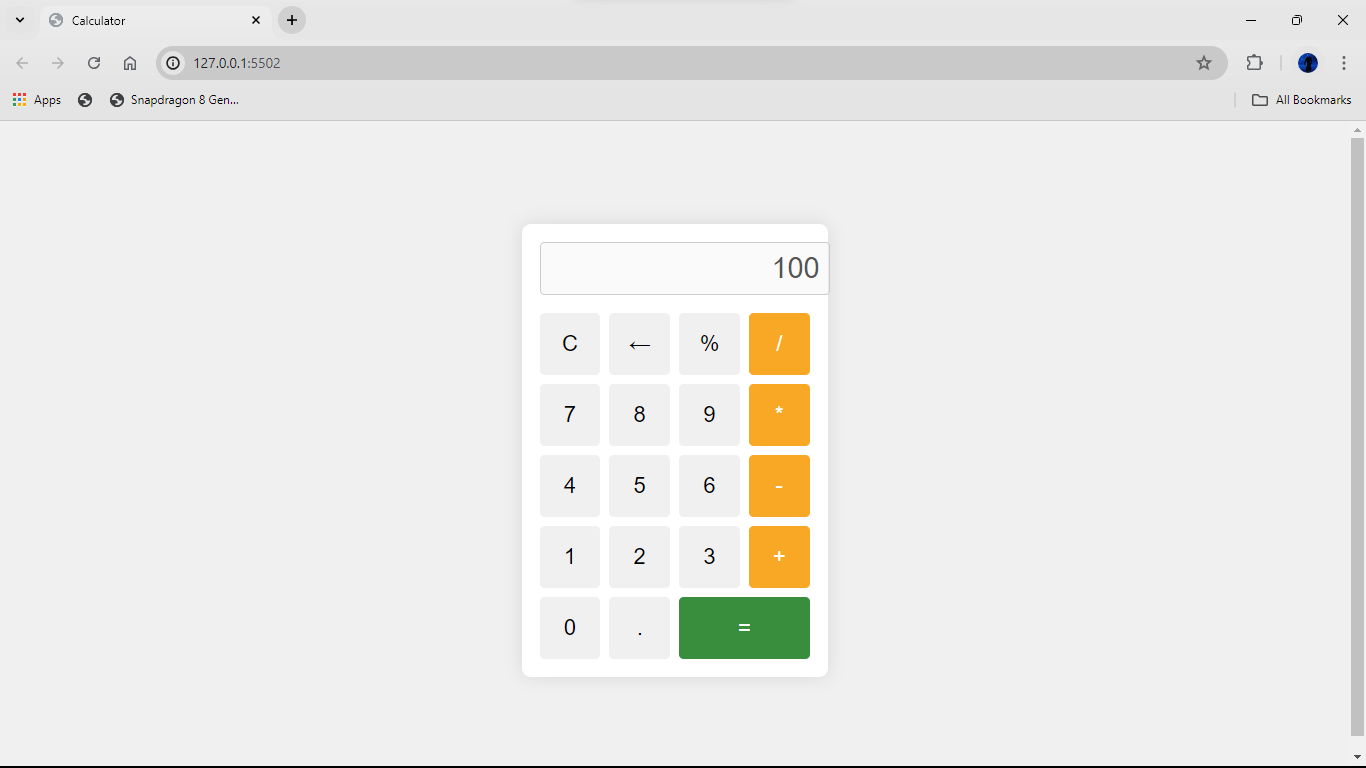 Calculator
127.0.0.1:5502
Apps
Snapdragon 8 Gen...
All Bookmarks
100
C ← % /
7 8 9 *
4 5 6 -
1 2 3 +
0 . =